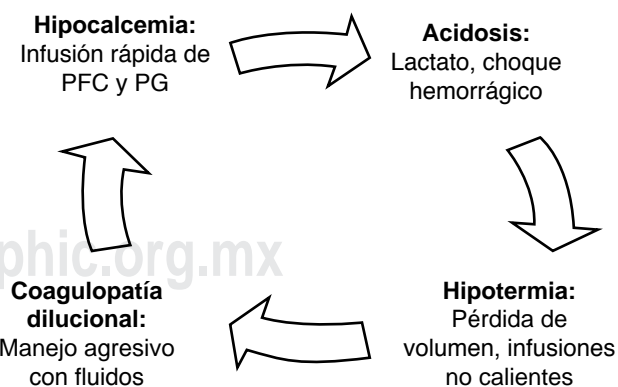 Hipocalcemia:
Infusión rápida de
PFC y PG
Acidosis:
Lactato, choque
hemorrágico
phic.org.mx
Coagulopatía
dilucional:
Manejo agresivo
con fluidos
Hipotermia:
Pérdida de
volumen, infusiones
no calientes